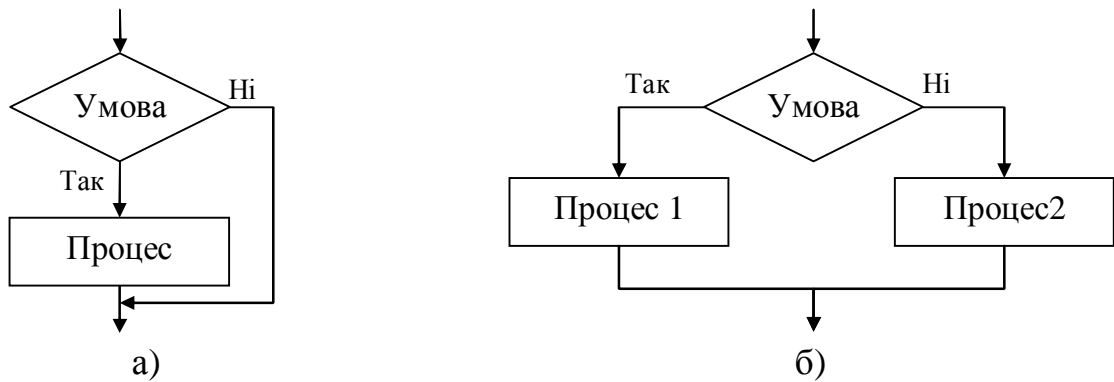 Умова
Ні
Так
Процес
а)
Так
Умова
Ні
Процес 1
Процес2
б)